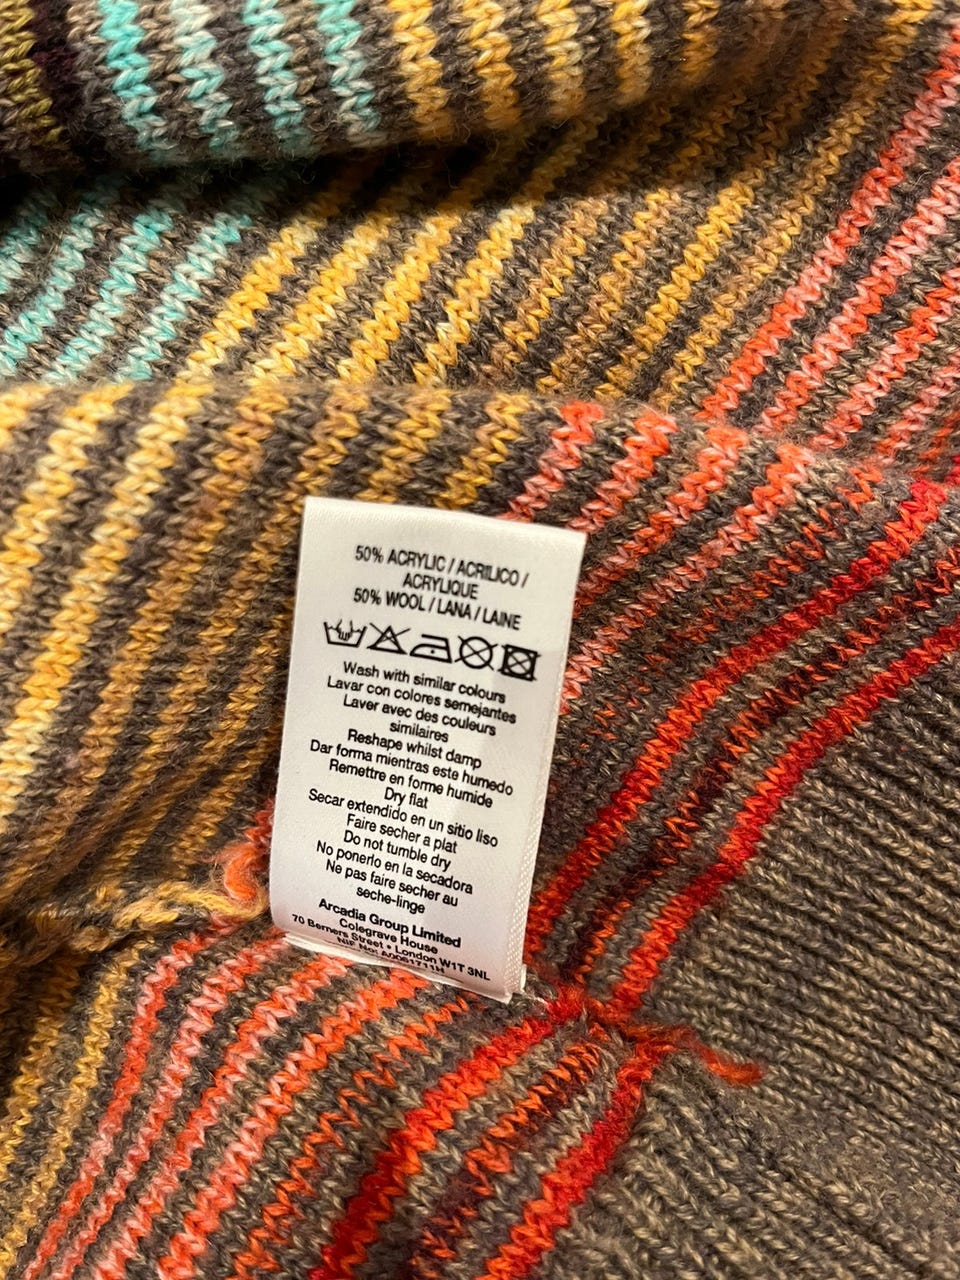 50% ACRYLIC / ACRILICO /
ACRYLIQUE
50% WOOL / LANA / LAINE
Wash with similar colours
Lavar con colores semejantes
Laver avec des couleurs
similaires
Reshape whilst damp
Dar forma mientras este humedo
Remettre en forme humide
Dry flat
Secar extendido en un sitio liso
Faire secher a plat
Do not tumble dry
No ponerlo en la secadora
Ne pas faire secher au
seche-linge
Arcadia Group Limited
Colegrave House
70 Berners Street • London W1T 3NL
NIF No: A0061711H